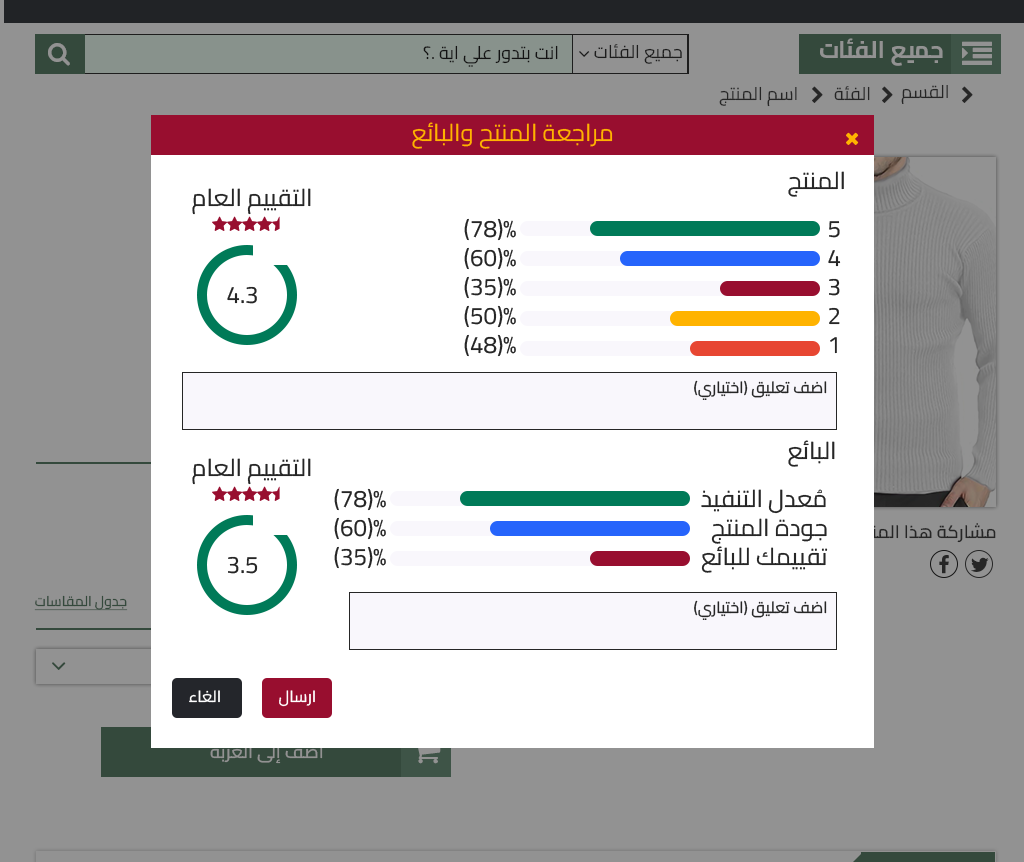 جميع الفئات
جميع الفئات
انت بتدور علي اية .؟
القسم
الفئة
اسم المنتج
مراجعة المنتج والبائع
المنتج
5 %(78)
4 %(60)
3 %(35)
2 %(50)
1 %(48)
التقييم العام
4.3
اضف تعليق (اختياري)
البائع
مُعدل التنفيذ %(78)
جودة المنتج %(60)
تقييمك للبائع %(35)
التقييم العام
3.5
اضف تعليق (اختياري)
ارسال
الغاء
مشاركة هذا
جدول المقاسات
اضف إلى العربة